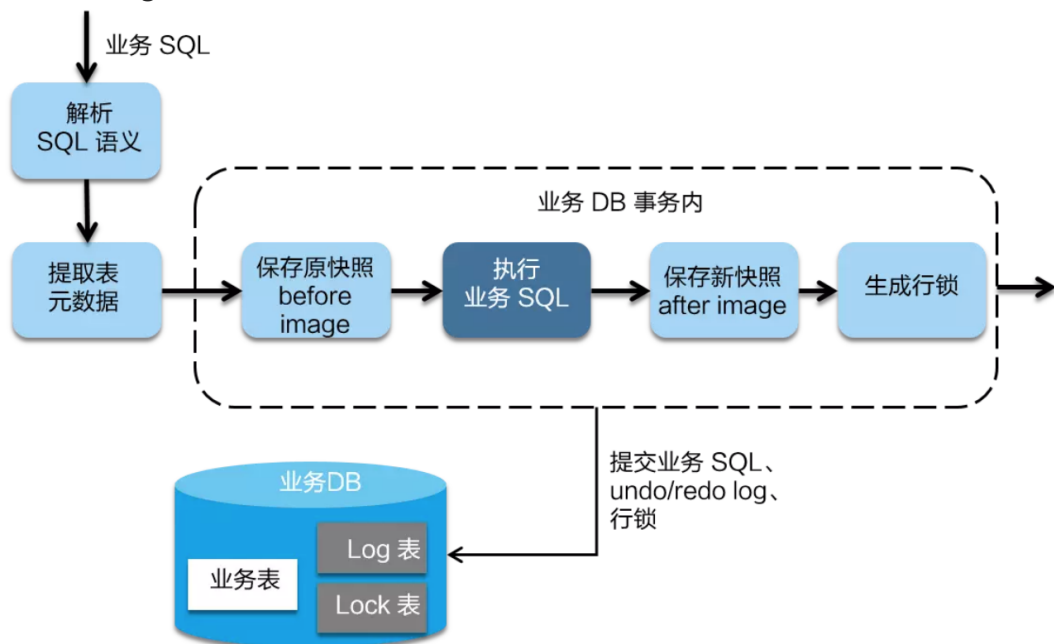 业务 SQL
解析
SQL 语义
业务 DB 事务内
提取表
元数据
保存原快照
before
image
执行
业务 SQL
保存新快照
after image
生成行锁
提交业务 SQL、
undo/redo log、
行锁
业务DB
业务表
Log 表
Lock 表